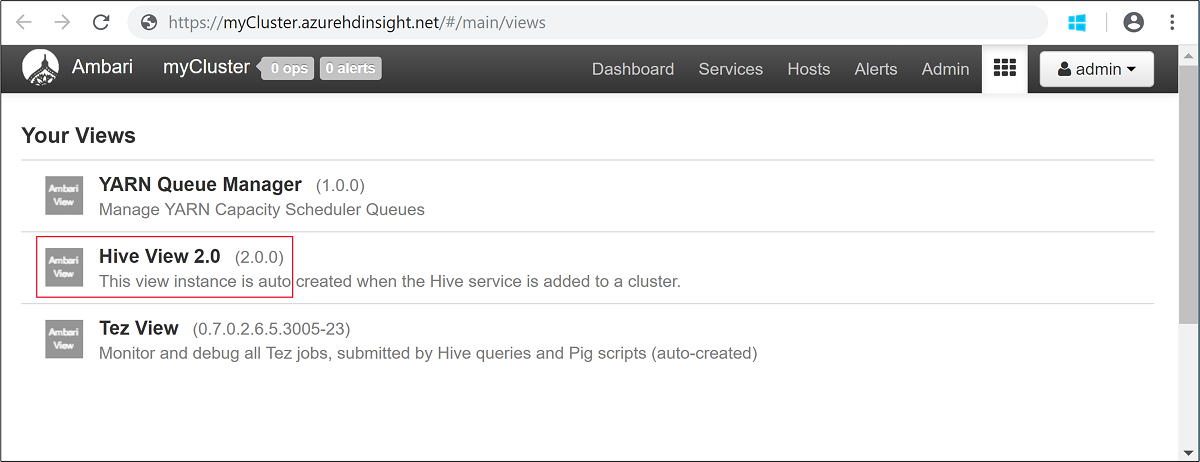 https://myCluster.azurehdinsight.net/#/main/views
Ambari myCluster 0 ops 0 alerts Dashboard Services Hosts Alerts Admin admin
Your Views
Ambari View
YARN Queue Manager (1.0.0)
Manage YARN Capacity Scheduler Queues
Ambari View
Hive View 2.0 (2.0.0)
This view instance is auto created when the Hive service is added to a cluster.
Ambari View
Tez View (0.7.0.2.6.5.3005-23)
Monitor and debug all Tez jobs, submitted by Hive queries and Pig scripts (auto-created)